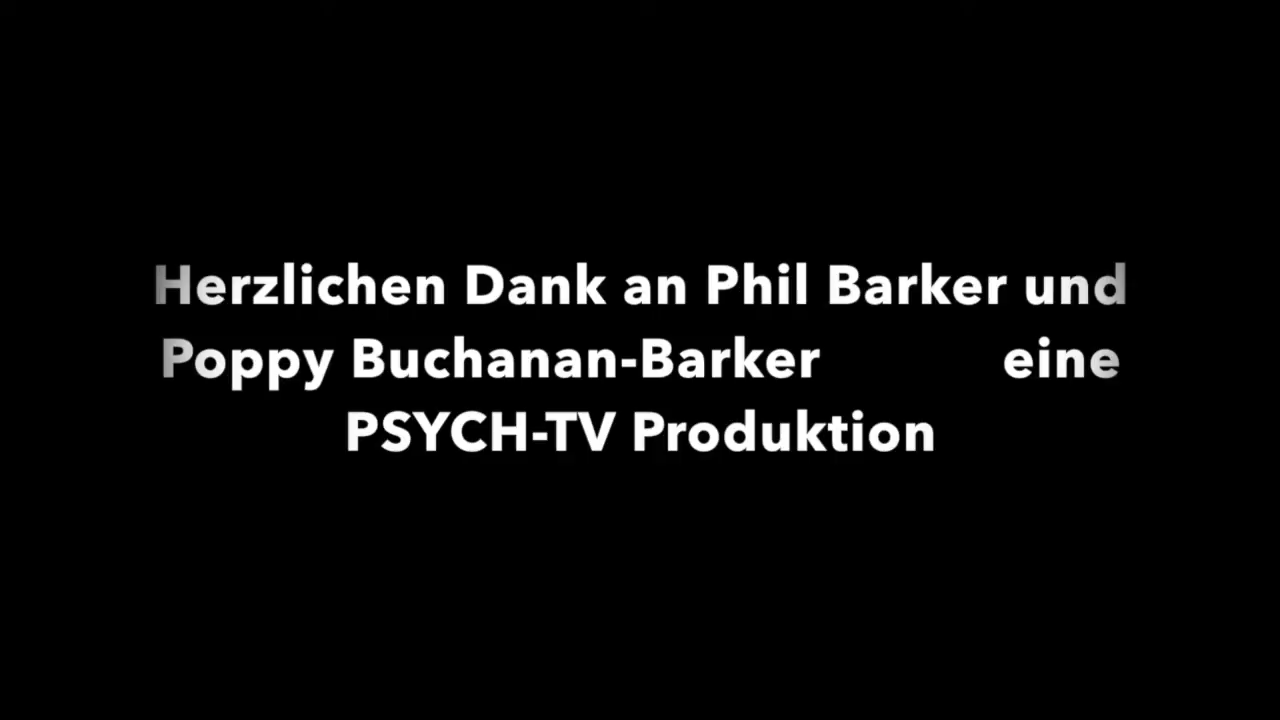 Herzlichen Dank an Phil Barker und
Poppy Buchanan-Barker eine
PSYCH-TV Produktion